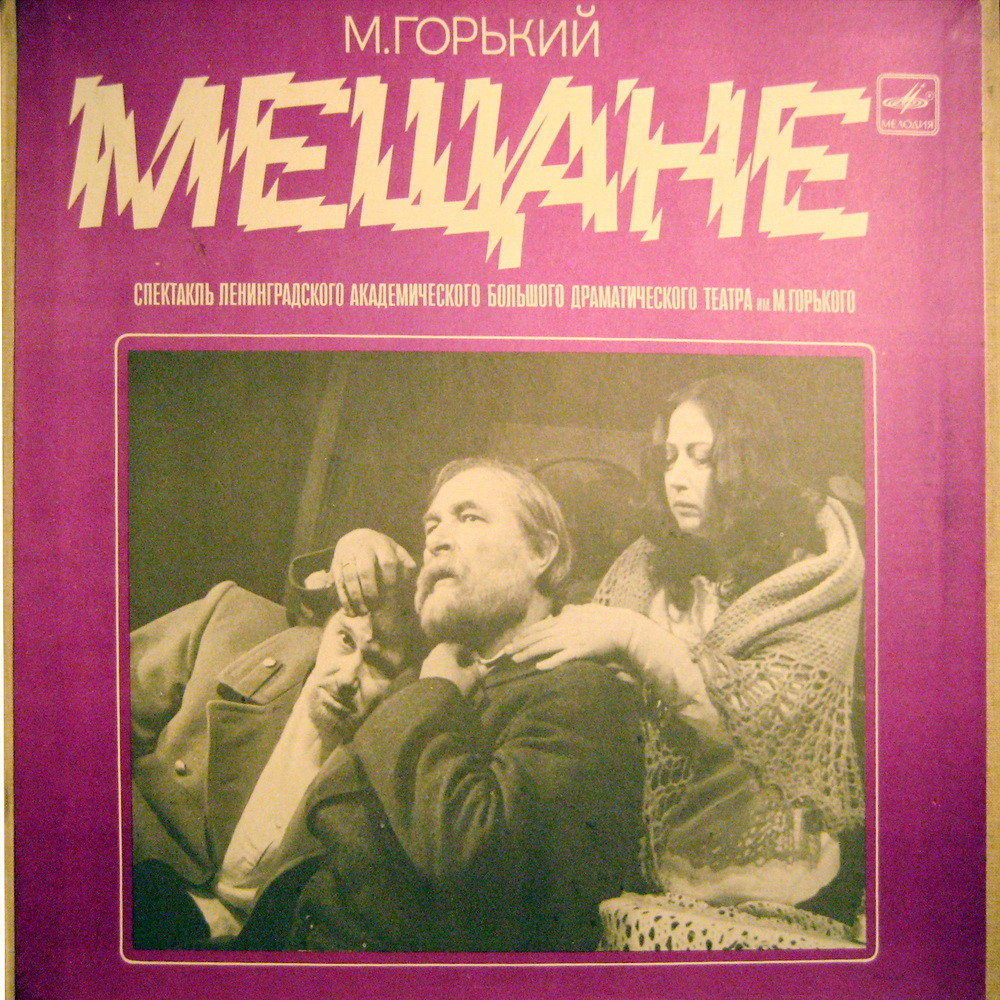 М.ГОРЬКИЙ
МЕЩАНЕ
МЕЛОДИЯ
СПЕКТАКЛЬ ЛЕНИНГРАДСКОГО АКАДЕМИЧЕСКОГО БОЛЬШОГО ДРАМАТИЧЕСКОГО ТЕАТРА им. М.ГОРЬКОГО